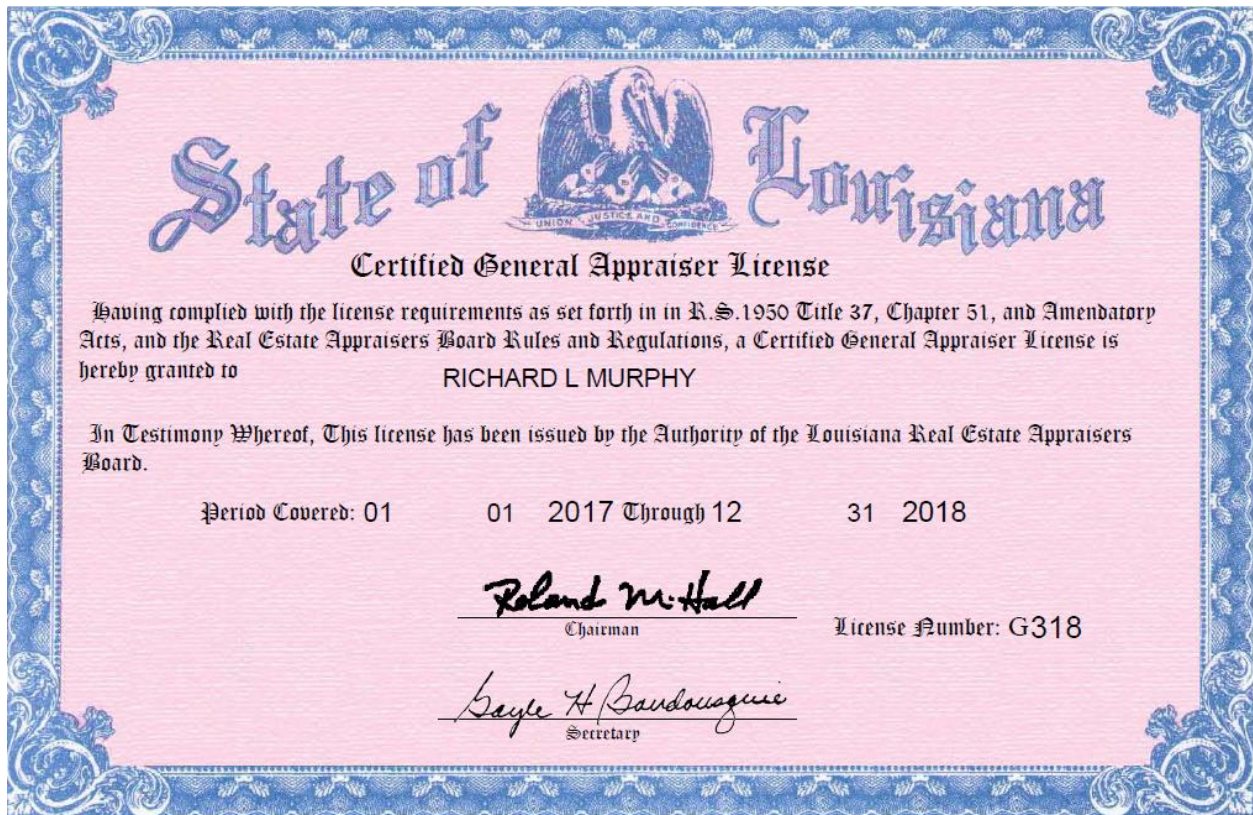 State of Louisiana
UNION JUSTICE AND CONFIDENCE
Certified General Appraiser License
Having complied with the license requirements as set forth in in R.S.1950 Title 37, Chapter 51, and Amendatory
Acts, and the Real Estate Appraisers Board Rules and Regulations, a Certified General Appraiser License is
hereby granted to RICHARD L MURPHY
In Testimony Whereof, This license has been issued by the Authority of the Louisiana Real Estate Appraisers
Board.
Period Covered: 01 01 2017 Through 12 31 2018
Roland M. Hall
Chairman
License Number: G318
Gayle H Boudousquie
Secretary